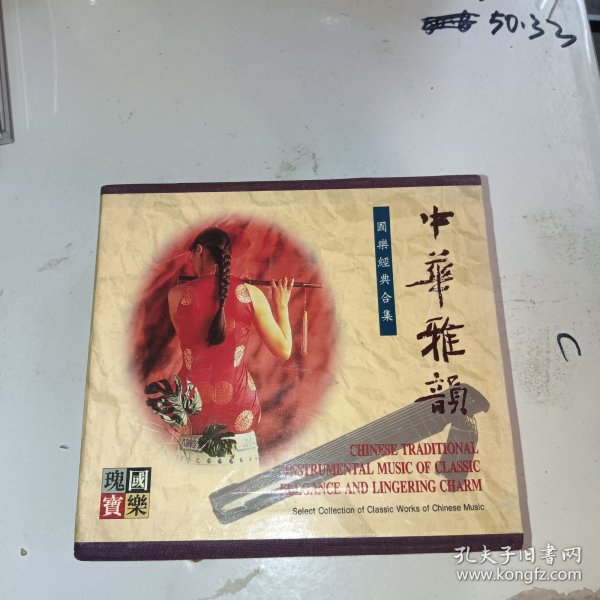 50.33
中華雅韻
國樂經典合集
CHINESE TRADITIONAL
INSTRUMENTAL MUSIC OF CLASSIC
ELEGANCE AND LINGERING CHARM
Select Collection of Classic Works of Chinese Music
瑰國
寶樂
孔夫子旧书网
www.kongfz.com